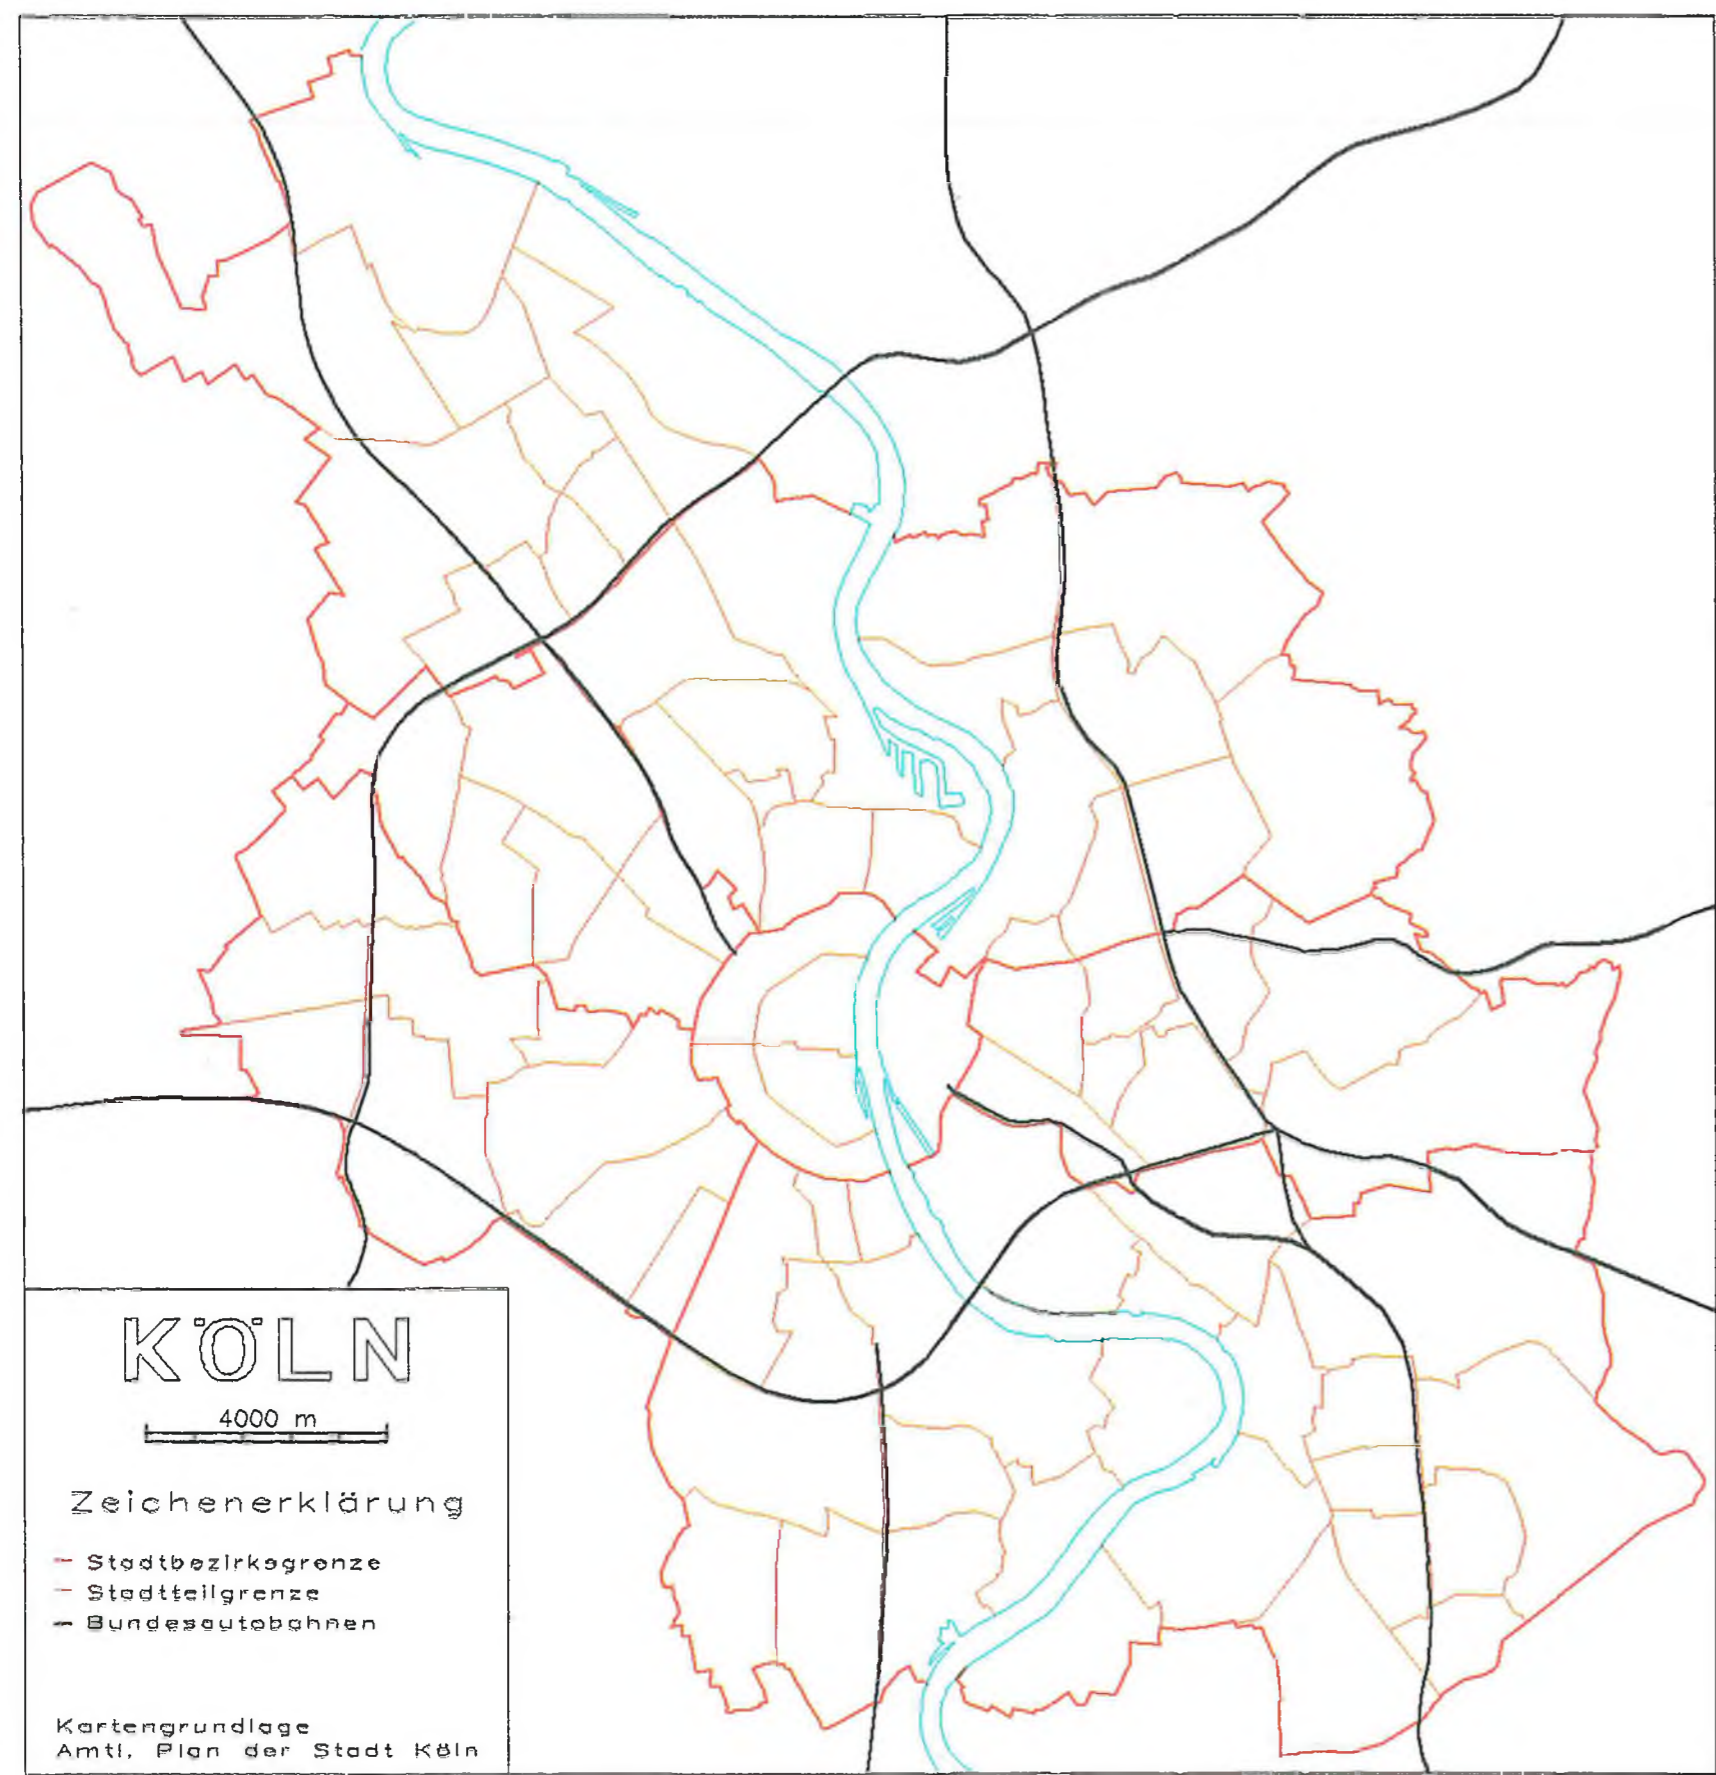 KÖLN
4000 m
Zeichenerklärung
Stadtbezirksgrenze
Stadtteilgrenze
Bundesautobahnen
Kartengrundlage
Amtl. Plan der Stadt Köln